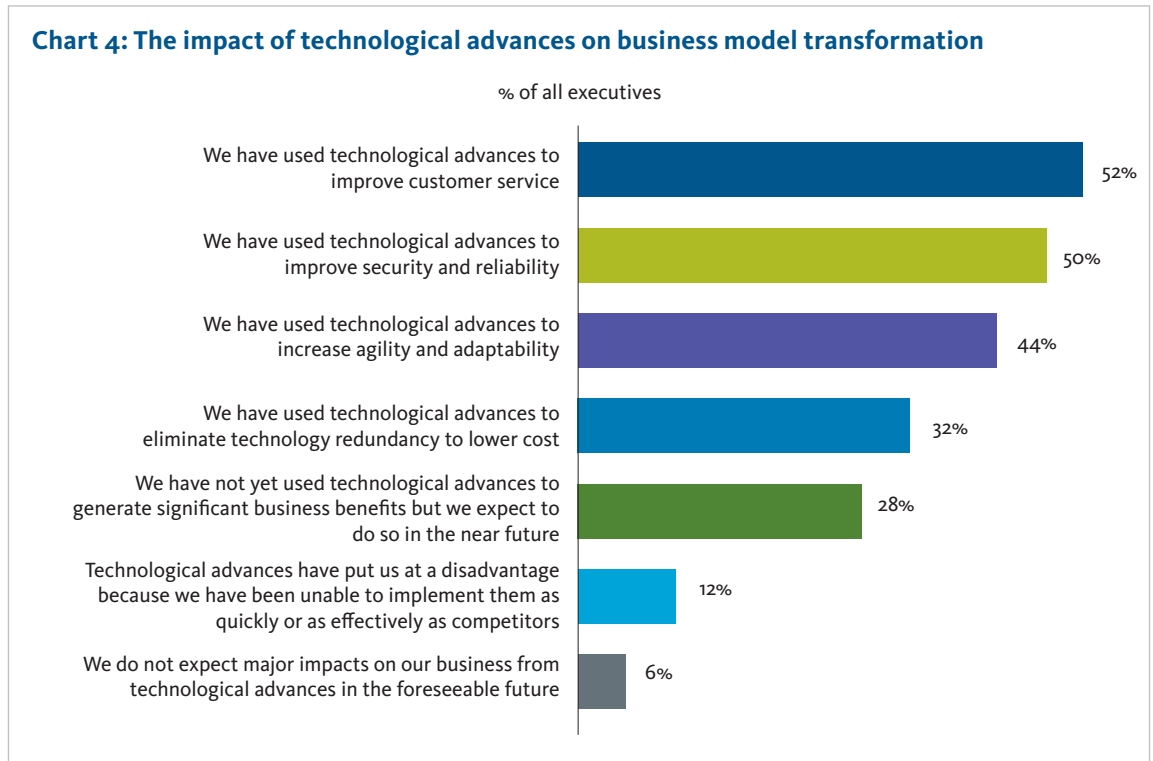 Chart 4: The impact of technological advances on business model transformation
% of all executives
We have used technological advances to
improve customer service
52%
We have used technological advances to
improve security and reliability
50%
We have used technological advances to
increase agility and adaptability
44%
We have used technological advances to
eliminate technology redundancy to lower cost
32%
We have not yet used technological advances to
generate significant business benefits but we expect to
do so in the near future
28%
Technological advances have put us at a disadvantage
because we have been unable to implement them as
quickly or as effectively as competitors
12%
We do not expect major impacts on our business from
technological advances in the foreseeable future
6%